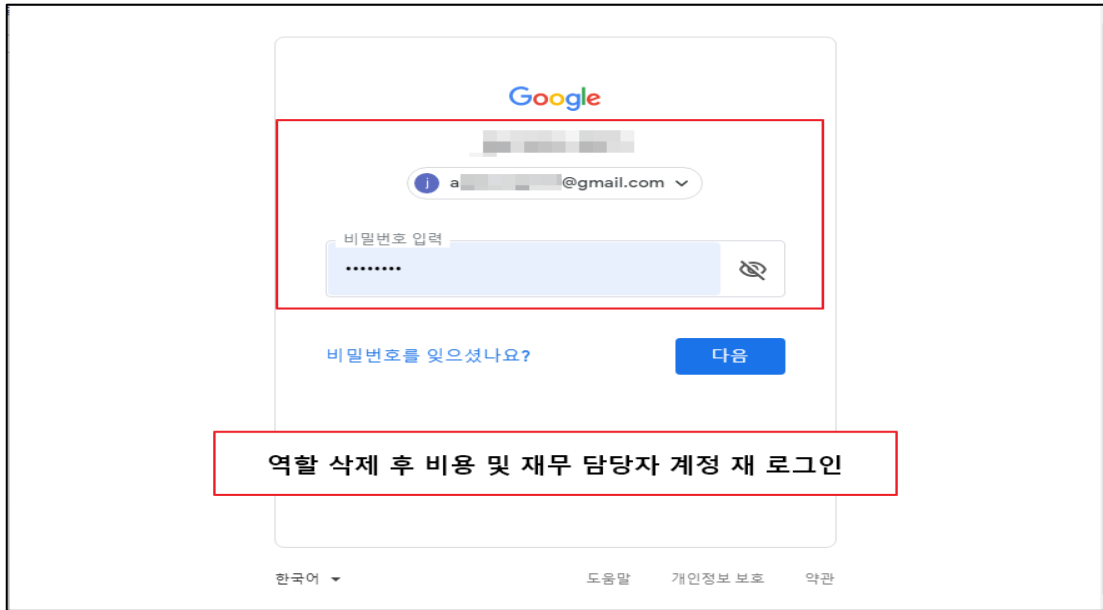 Google
j a @gmail.com
비밀번호 입력
••••••••
비밀번호를 잊으셨나요? 다음
역할 삭제 후 비용 및 재무 담당자 계정 재 로그인
한국어 도움말 개인정보 보호 약관